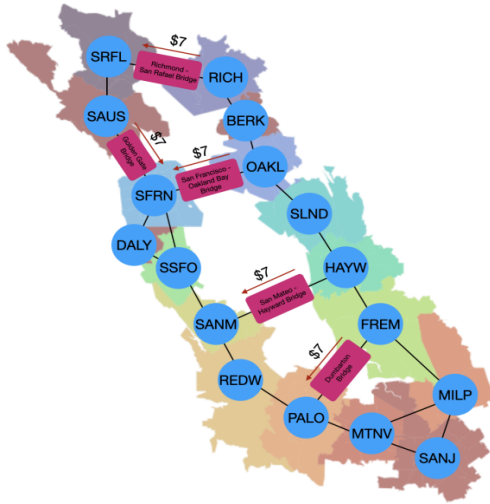 $7
SRFL
Richmond -
San Rafael Bridge
RICH
SAUS
$7
BERK
Golden Gate
Bridge
$7
OAKL
San Francisco -
Oakland Bay
Bridge
SFRN
SLND
DALY
SSFO
$7
HAYW
San Mateo -
Hayward Bridge
SANM
FREM
$7
Dumbarton
Bridge
REDW
MILP
PALO
MTNV
SANJ